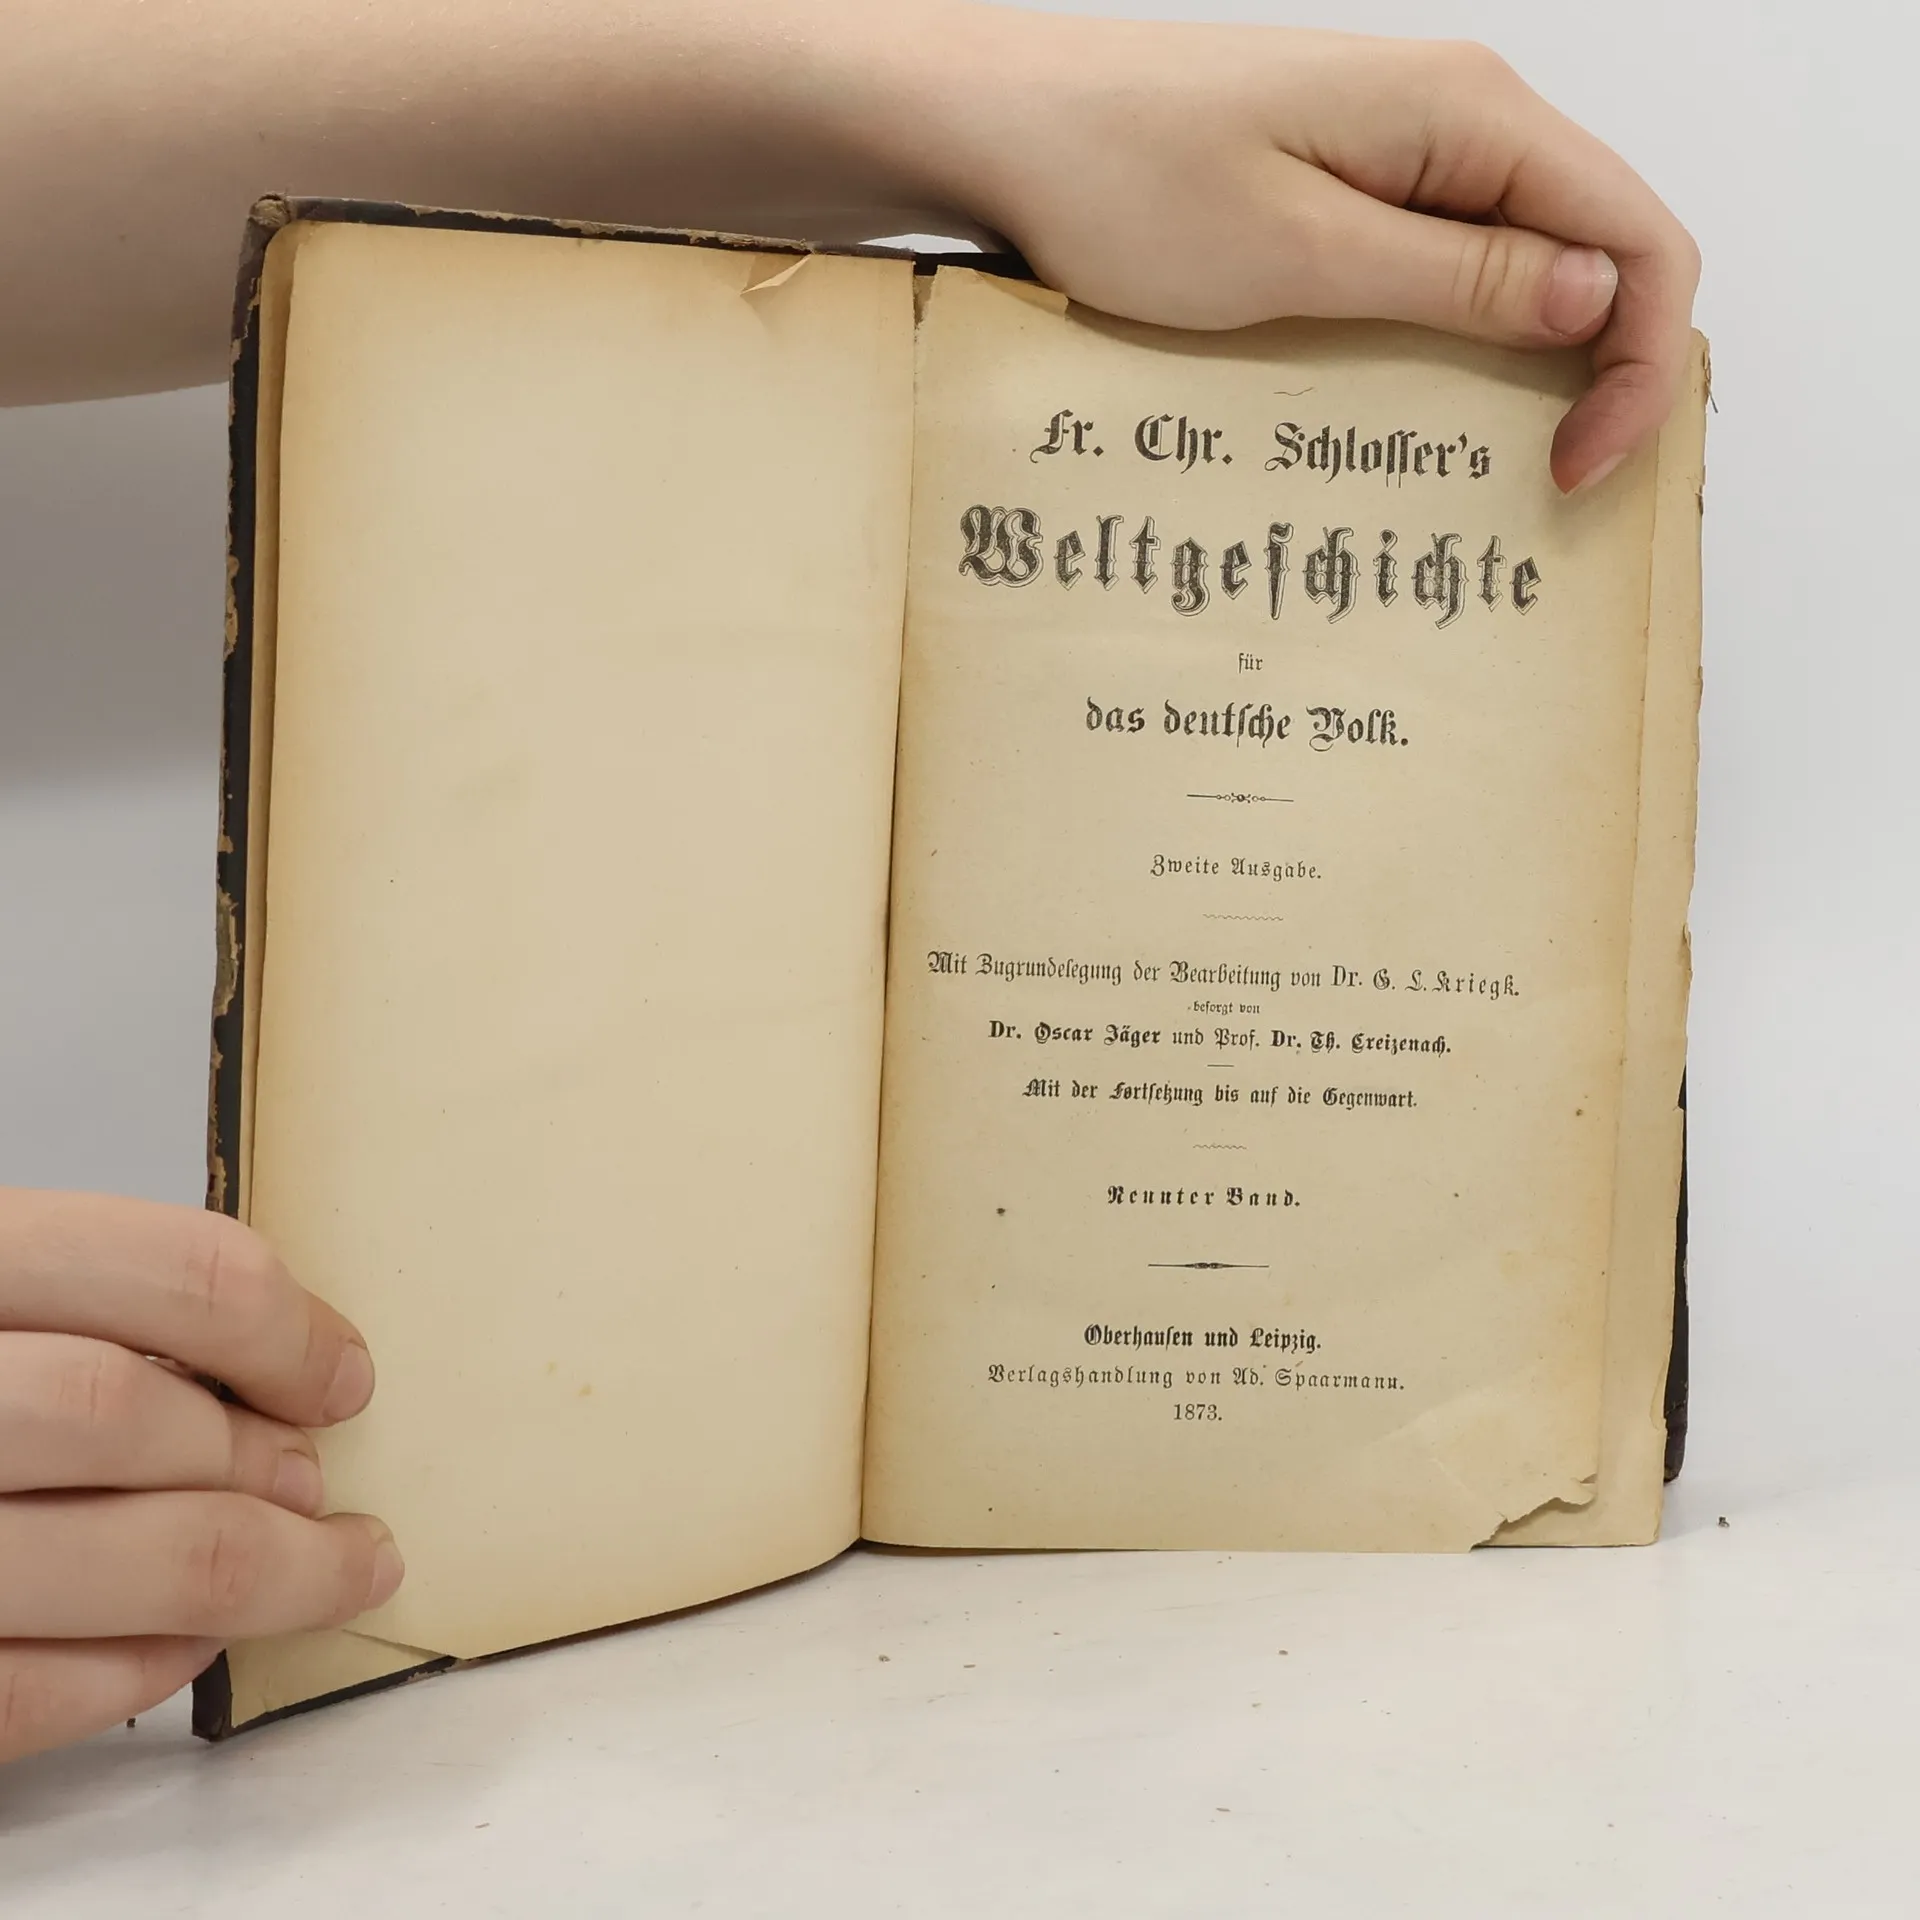 Fr. Chr. Schloſſer's
Weltgeſchichte
für
das deutſche Volk.
Zweite Ausgabe.
Mit Zugrundelegung der Bearbeitung von Dr. G. L. Kriegk.
beſorgt von
Dr. Oscar Jäger und Prof. Dr. Th. Creizenach.
Mit der Fortſetzung bis auf die Gegenwart.
Neunter Band.
Oberhauſen und Leipzig.
Verlagshandlung von Ad. Spaarmann.
1873.